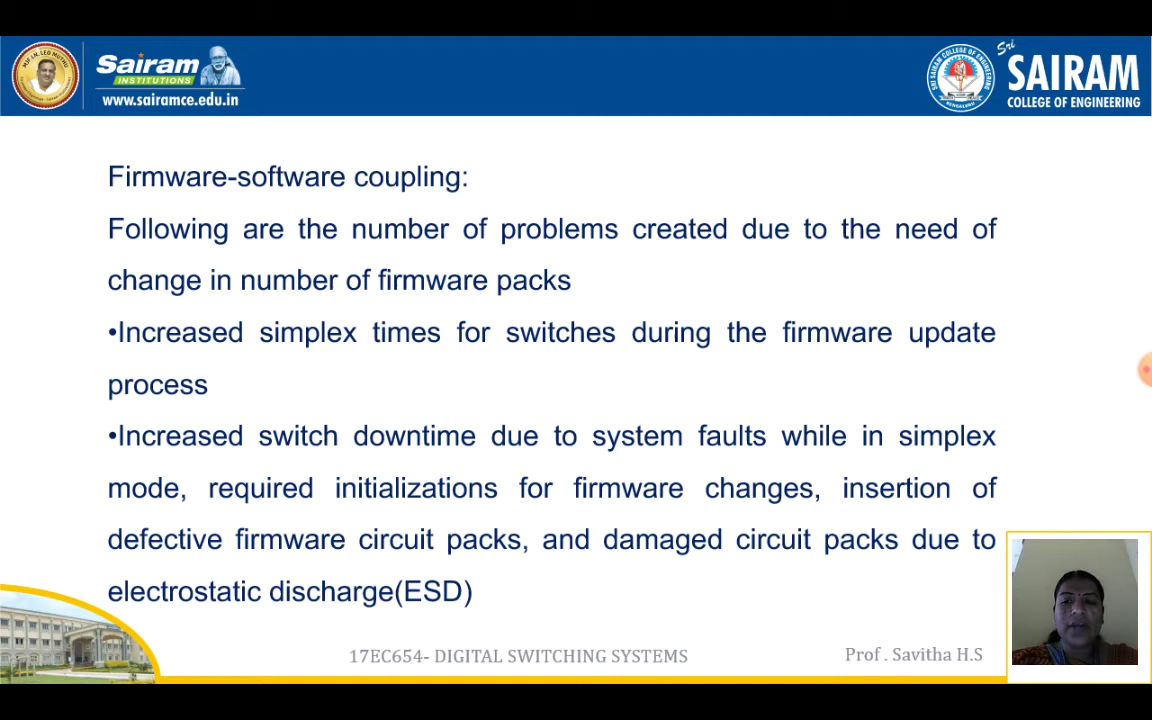 Sairam
INSTITUTIONS
www.sairamce.edu.in
Sri
SAIRAM
COLLEGE OF ENGINEERING
Firmware-software coupling:
Following are the number of problems created due to the need of
change in number of firmware packs
•Increased simplex times for switches during the firmware update
process
•Increased switch downtime due to system faults while in simplex
mode, required initializations for firmware changes, insertion of
defective firmware circuit packs, and damaged circuit packs due to
electrostatic discharge(ESD)
17EC654- DIGITAL SWITCHING SYSTEMS
Prof . Savitha H.S